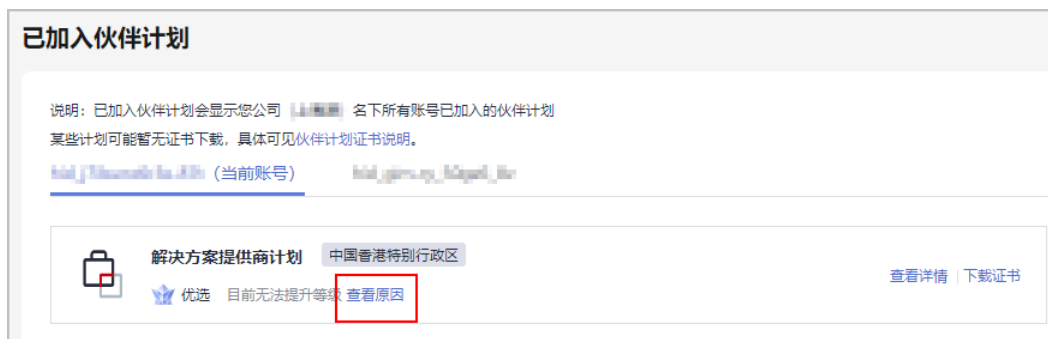 已加入伙伴计划
说明：已加入伙伴计划会显示您公司 名下所有账号已加入的伙伴计划
某些计划可能暂无证书下载，具体可见伙伴计划证书说明。
（当前账号）
解决方案提供商计划 中国香港特别行政区
优选 目前无法提升等级 查看原因
查看详情 | 下载证书